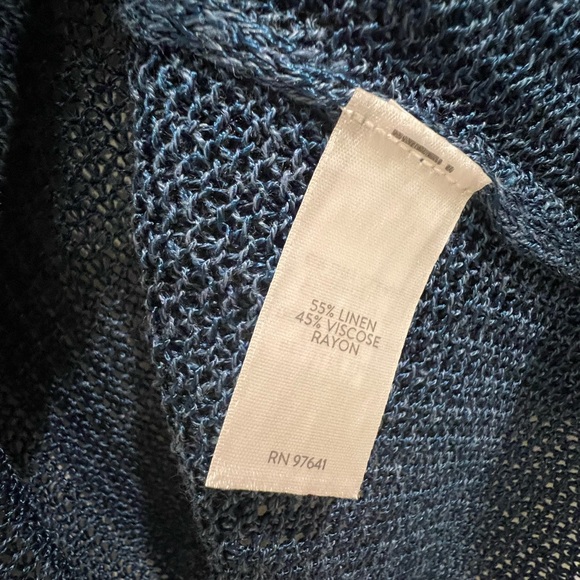 55% LINEN
45% VISCOSE
RAYON
RN 97641